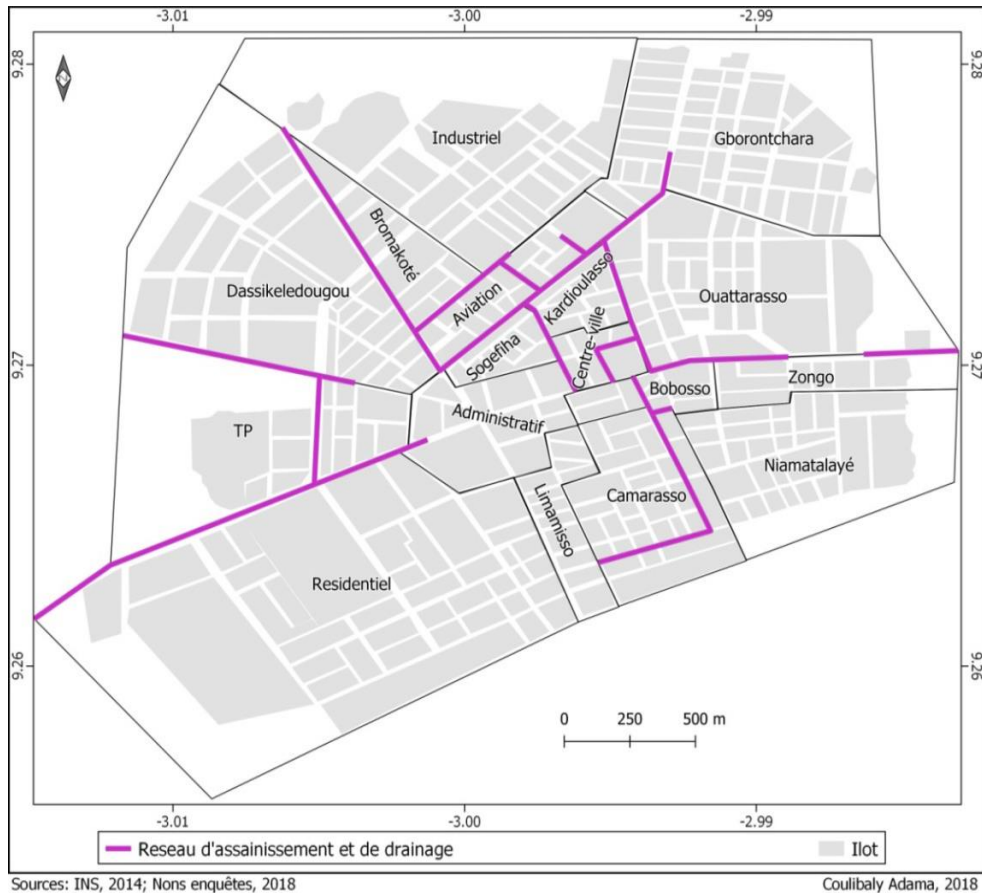 -3.01 -3.00 -2.99
9.28 9.28
Industriel
Gborontchara
Bromakoté
Dassikeledougou
Aviation
Kardioulasso
Ouattarasso
Sogefiha
Centre-ville
9.27 9.27
Bobosso
Zongo
Administratif
TP
Niamatalayé
Limamisso
Camarasso
Residentiel
9.26 9.26
0 250 500 m
-3.01 -3.00 -2.99
Reseau d'assainissement et de drainage Ilot
Sources: INS, 2014; Nons enquêtes, 2018 Coulibaly Adama, 2018